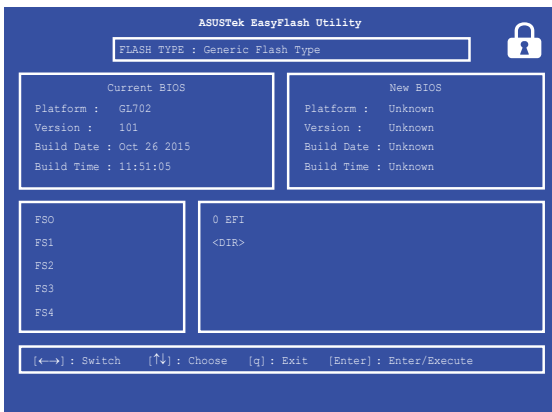 ASUSTek EasyFlash Utility
FLASH TYPE : Generic Flash Type
Current BIOS
Platform : GL702
Version : 101
Build Date : Oct 26 2015
Build Time : 11:51:05
New BIOS
Platform : Unknown
Version : Unknown
Build Date : Unknown
Build Time : Unknown
FSO
FS1
FS2
FS3
FS4
0 EFI
<DIR>
[←→] : Switch [↑↓] : Choose [q] : Exit [Enter] : Enter/Execute